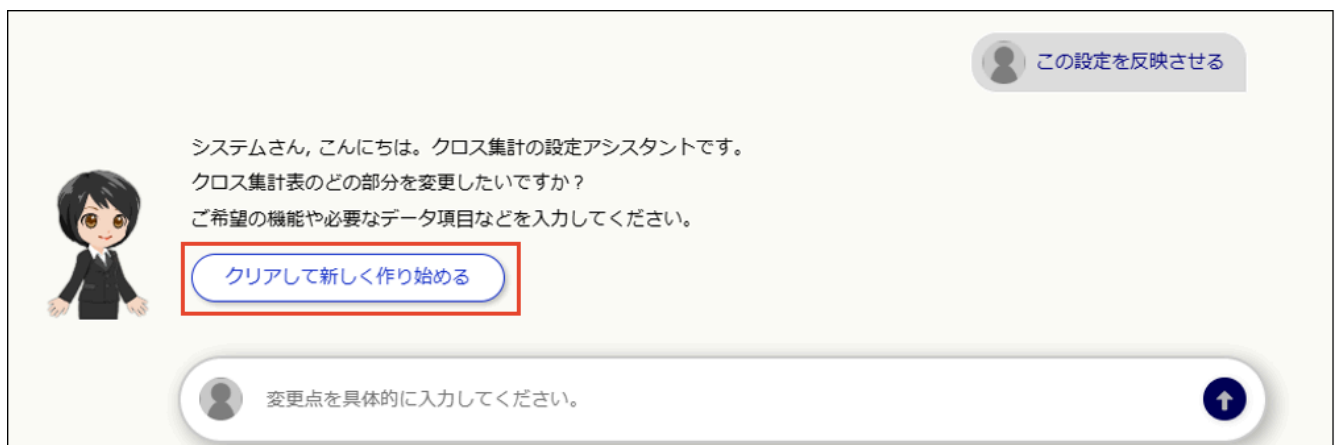 この設定を反映させる
システムさん, こんにちは。クロス集計の設定アシスタントです。
クロス集計表のどの部分を変更したいですか？
ご希望の機能や必要なデータ項目などを入力してください。
クリアして新しく作り始める
変更点を具体的に入力してください。